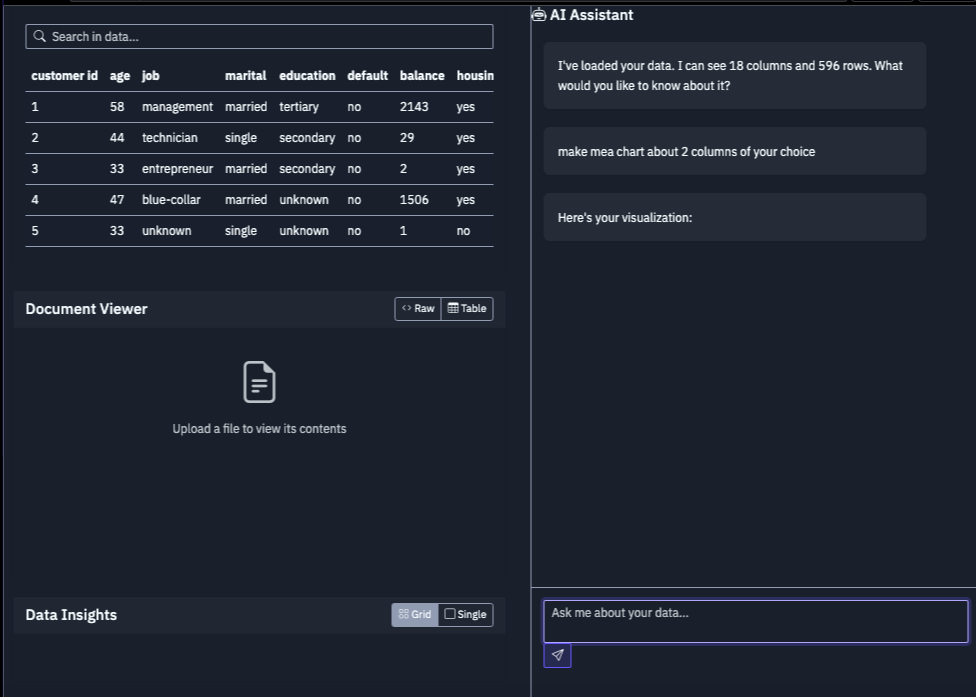 Search in data...
customer id age job marital education default balance housin
1 58 management married tertiary no 2143 yes
2 44 technician single secondary no 29 yes
3 33 entrepreneur married secondary no 2 yes
4 47 blue-collar married unknown no 1506 yes
5 33 unknown single unknown no 1 no
Document Viewer
<> Raw Table
Upload a file to view its contents
Data Insights
Grid Single
AI Assistant
I've loaded your data. I can see 18 columns and 596 rows. What
would you like to know about it?
make mea chart about 2 columns of your choice
Here's your visualization:
Ask me about your data...